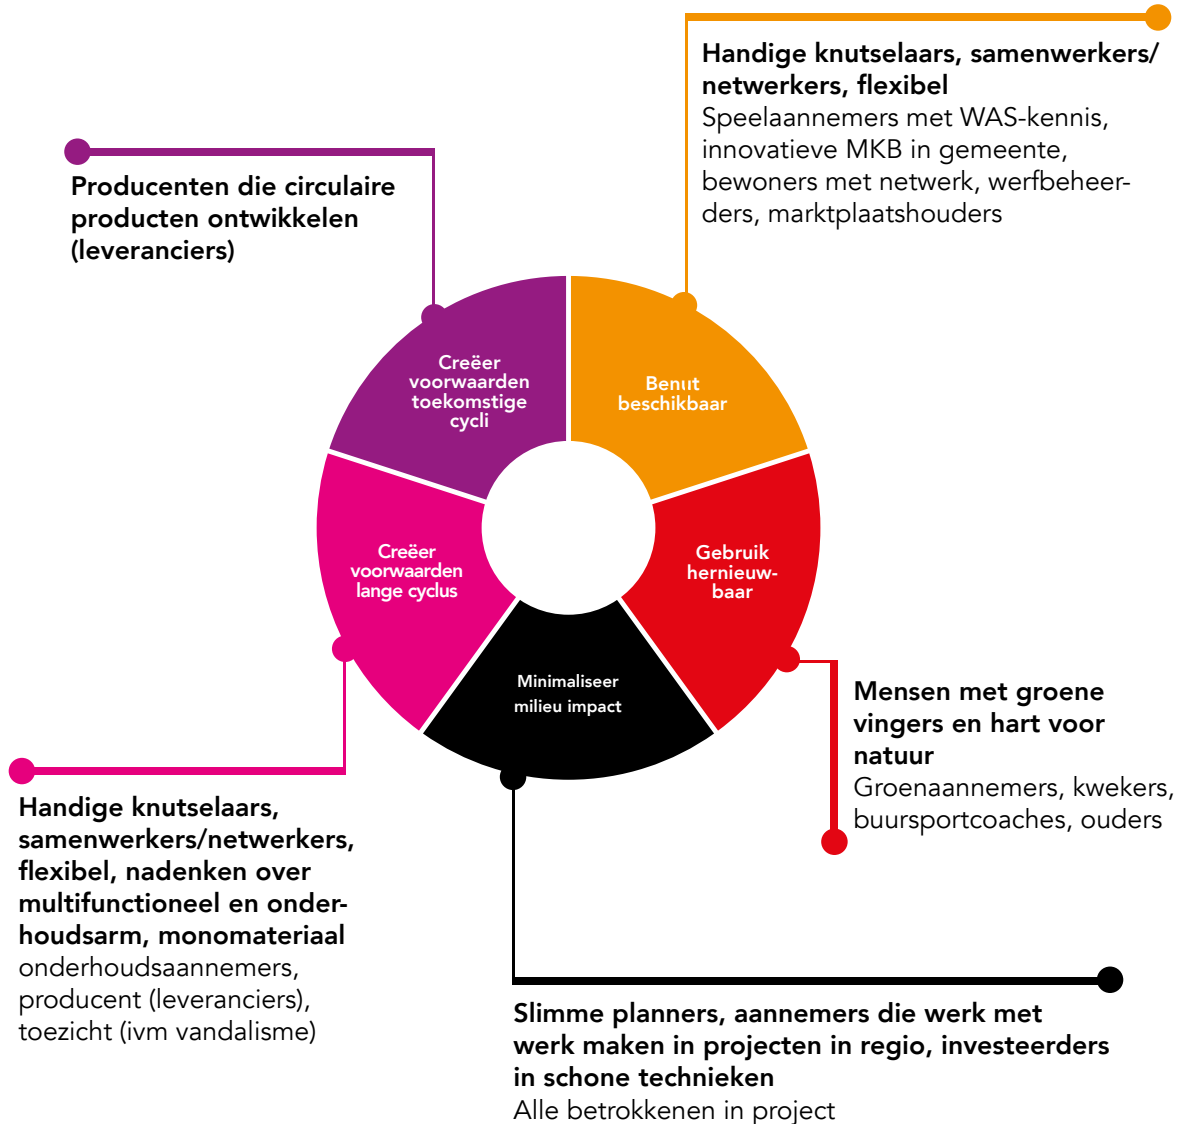 Handige knutselaars, samenwerkers/
netwerkers, flexibel
Speelaannemers met WAS-kennis,
innovatieve MKB in gemeente,
bewoners met netwerk, werfbeheer-
ders, marktplaatshouders
Producenten die circulaire
producten ontwikkelen
(leveranciers)
Creëer
voorwaarden
toekomstige
cycli
Benut
beschikbaar
Creëer
voorwaarden
lange cyclus
Gebruik
hernieuw-
baar
Minimaliseer
milieu impact
Mensen met groene
vingers en hart voor
natuur
Groenaannemers, kwekers,
buursportcoaches, ouders
Handige knutselaars,
samenwerkers/netwerkers,
flexibel, nadenken over
multifunctioneel en onder-
houdsarm, monomateriaal
onderhoudsaannemers,
producent (leveranciers),
toezicht (ivm vandalisme)
Slimme planners, aannemers die werk met
werk maken in projecten in regio, investeerders
in schone technieken
Alle betrokkenen in project